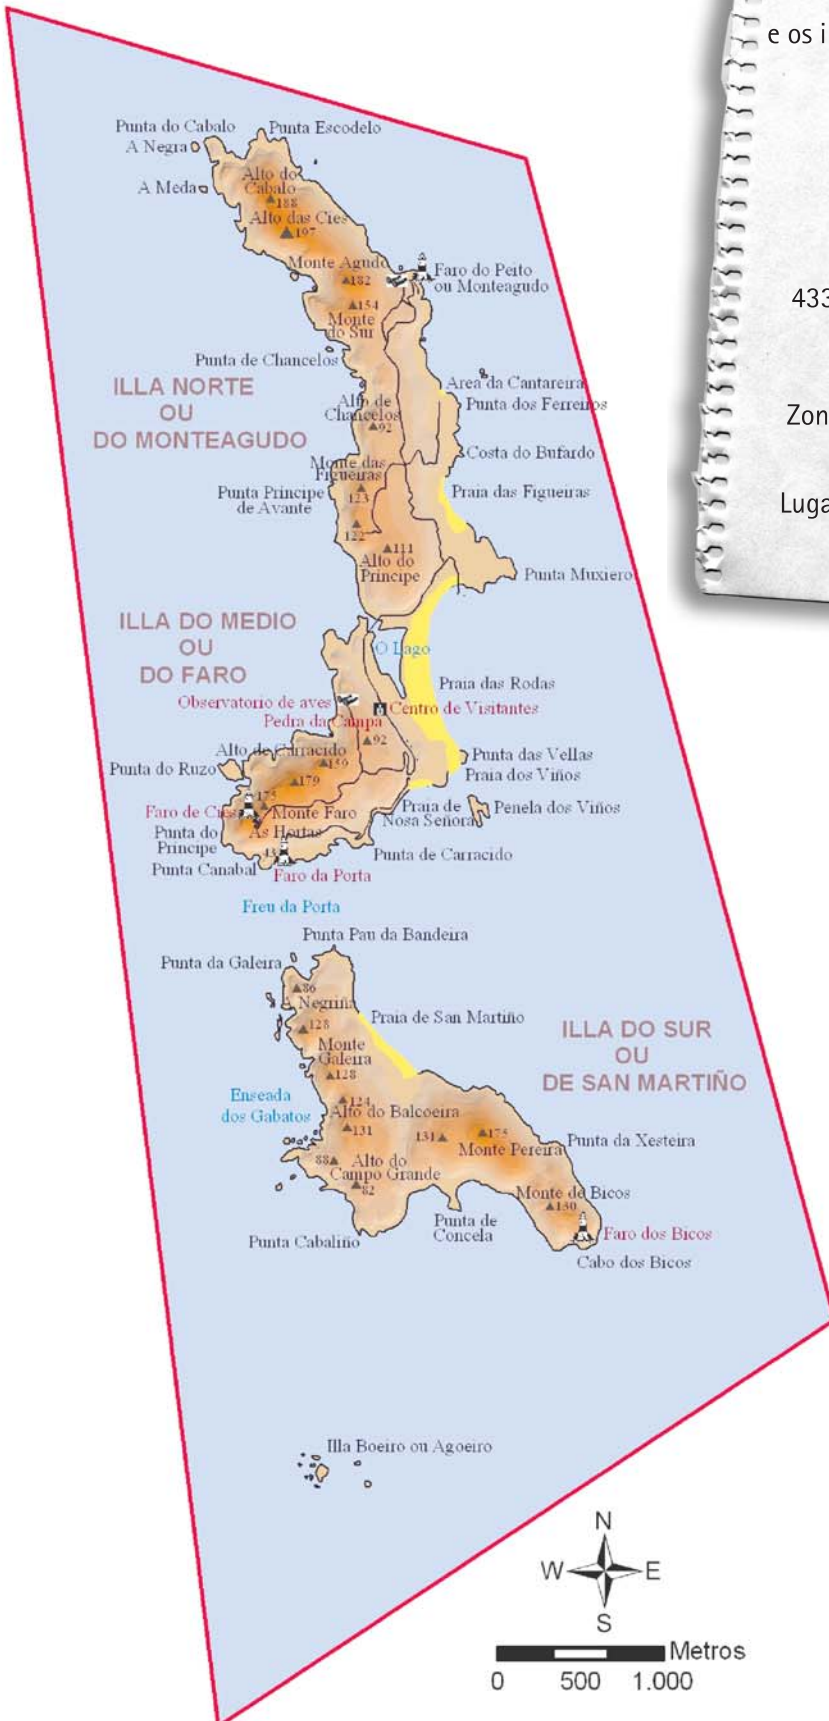 e os i
433
Zon
Luga
Punta do Cabalo
Punta Escodelo
A Negra
A Meda
Alto do
Cabalo
188
Alto das Cíes
197
Monte Agudo
182
Faro do Peito
ou Monteagudo
154
Monte
do Sur
Punta de Chancelos
ILLA NORTE
OU
DO MONTEAGUDO
Area da Cantareira
Punta dos Ferreiros
Alto de
Chancelos
92
Costa do Bufardo
Monte das
Figueiras
123
Punta Principe
de Avante
Praia das Figueiras
122
111
Alto do
Principe
Punta Muxieiro
ILLA DO MEDIO
OU
DO FARO
O Lago
Praia das Rodas
Observatorio de aves
Centro de Visitantes
Pedra da Campa
92
Alto de Carracido
159
Punta das Vellas
Praia dos Viños
Punta do Ruzo
179
175
Faro de Cíes
Monte Faro
Praia de
Nosa Señora
Penela dos Viños
As Hortas
Punta do
Principe
Punta Canabal
Punta de Carracido
Faro da Porta
Freu da Porta
Punta Pau da Bandeira
Punta da Galeira
86
A Negriña
128
Praia de San Martiño
ILLA DO SUR
OU
DE SAN MARTIÑO
Monte
Galeira
128
Enseada
dos Gabatos
124
Alto do Balcoeira
131
131
175
Monte Pereira
Punta da Xesteira
88
Alto do
Campo Grande
82
Monte de Bicos
130
Punta de
Concela
Punta Cabaliño
Faro dos Bicos
Cabo dos Bicos
Illa Boeiro ou Agoeiro
N
W
E
S
Metros
0 500 1.000